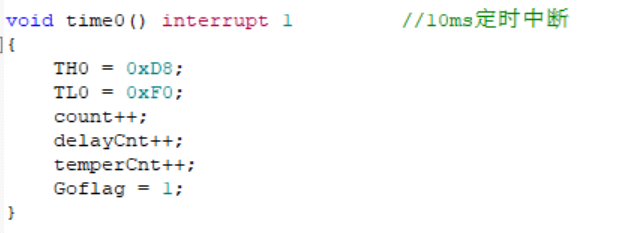 void time0() interrupt 1 //10ms定时中断
{
TH0 = 0xD8;
TL0 = 0xF0;
count++;
delayCnt++;
temperCnt++;
Goflag = 1;
}